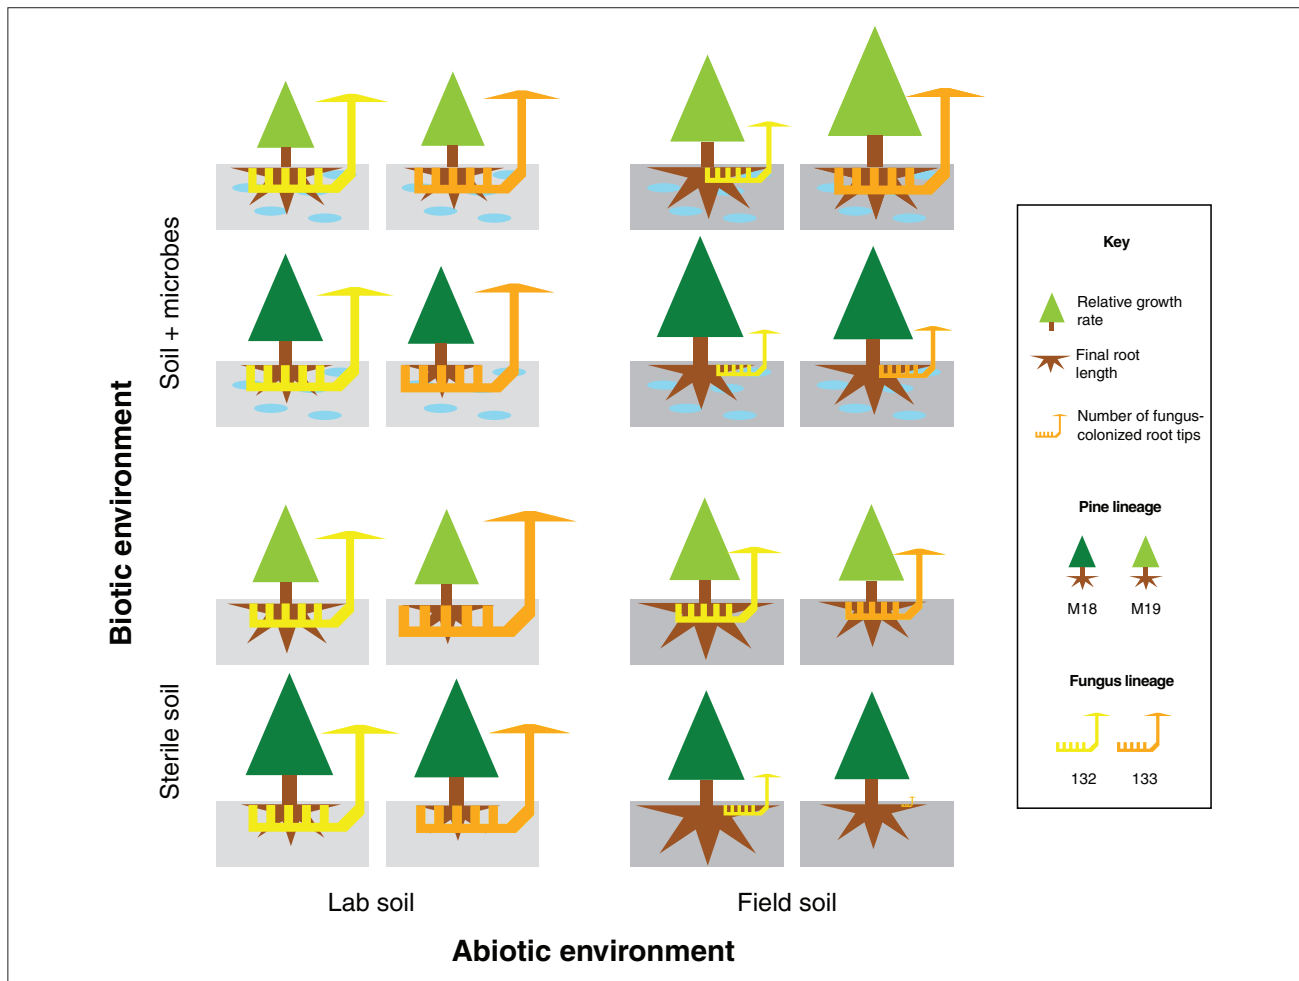 Soil + microbes
Biotic environment
Sterile soil
Lab soil
Field soil
Abiotic environment
Key
Relative growth
rate
Final root
length
Number of fungus-
colonized root tips
Pine lineage
M18
M19
Fungus lineage
132
133